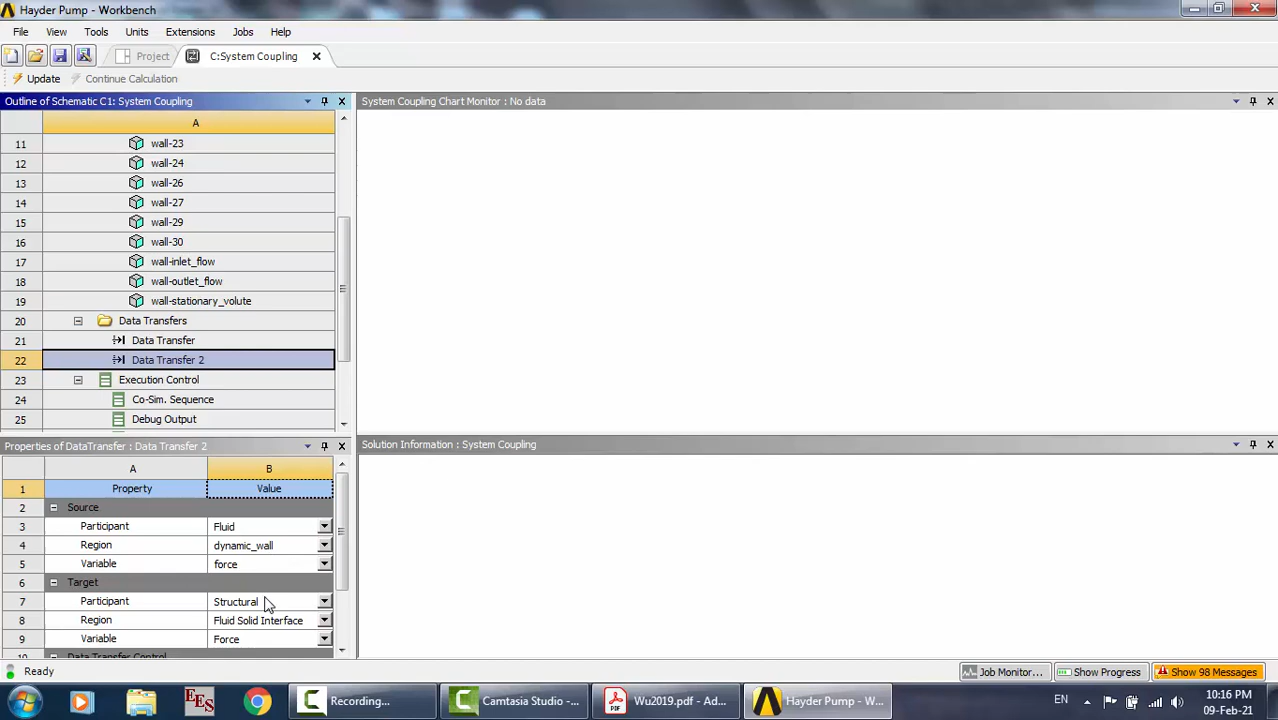 Hayder Pump - Workbench
File View Tools Units Extensions Jobs Help
Project C:System Coupling
Update Continue Calculation
Outline of Schematic C1: System Coupling
A
11 wall-23
12 wall-24
13 wall-26
14 wall-27
15 wall-29
16 wall-30
17 wall-inlet_flow
18 wall-outlet_flow
19 wall-stationary_volute
20 Data Transfers
21 Data Transfer
22 Data Transfer 2
23 Execution Control
24 Co-Sim. Sequence
25 Debug Output
Properties of DataTransfer : Data Transfer 2
A B
1 Property Value
2 Source
3 Participant Fluid
4 Region dynamic_wall
5 Variable force
6 Target
7 Participant Structural
8 Region Fluid Solid Interface
9 Variable Force
10 Data Transfer Control
System Coupling Chart Monitor : No data
Solution Information : System Coupling
Ready
Job Monitor... Show Progress Show 98 Messages
EES Recording... Camtasia Studio - ... Wu2019.pdf - Ad... Hayder Pump - W... EN 10:16 PM
09-Feb-21